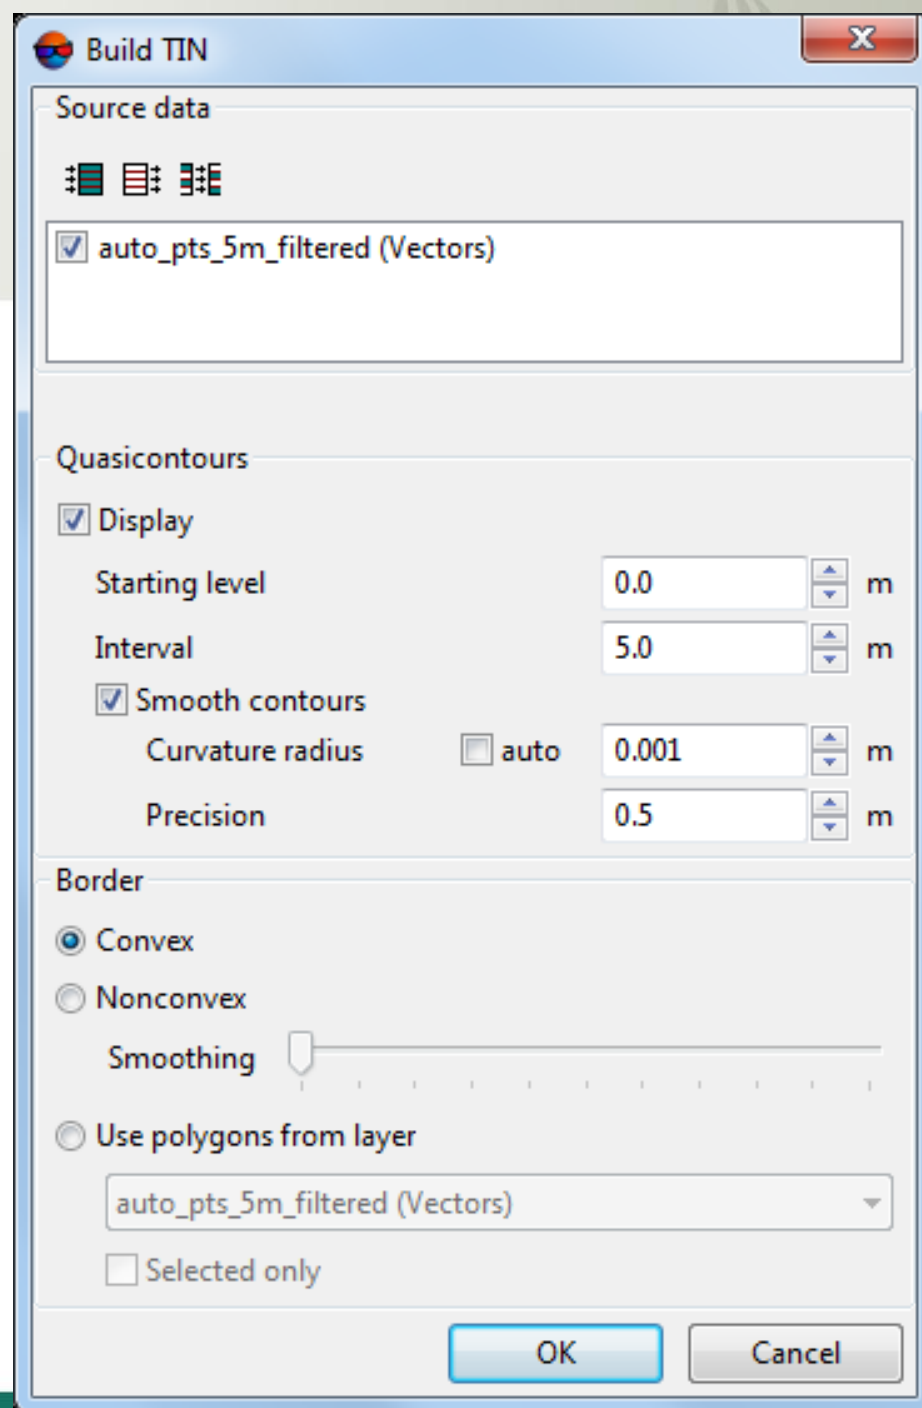 Build TIN
Source data
auto_pts_5m_filtered (Vectors)
Quasicontours
Display
Starting level 0.0 m
Interval 5.0 m
Smooth contours
Curvature radius auto 0.001 m
Precision 0.5 m
Border
Convex
Nonconvex
Smoothing
Use polygons from layer
auto_pts_5m_filtered (Vectors)
Selected only
OK Cancel